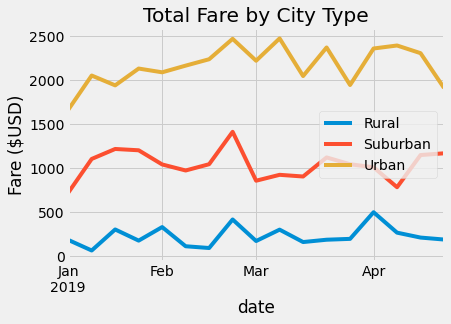 Total Fare by City Type
Fare ($USD)
2500
2000
1500
1000
500
0
Rural
Suburban
Urban
Jan
2019
Feb
Mar
Apr
date